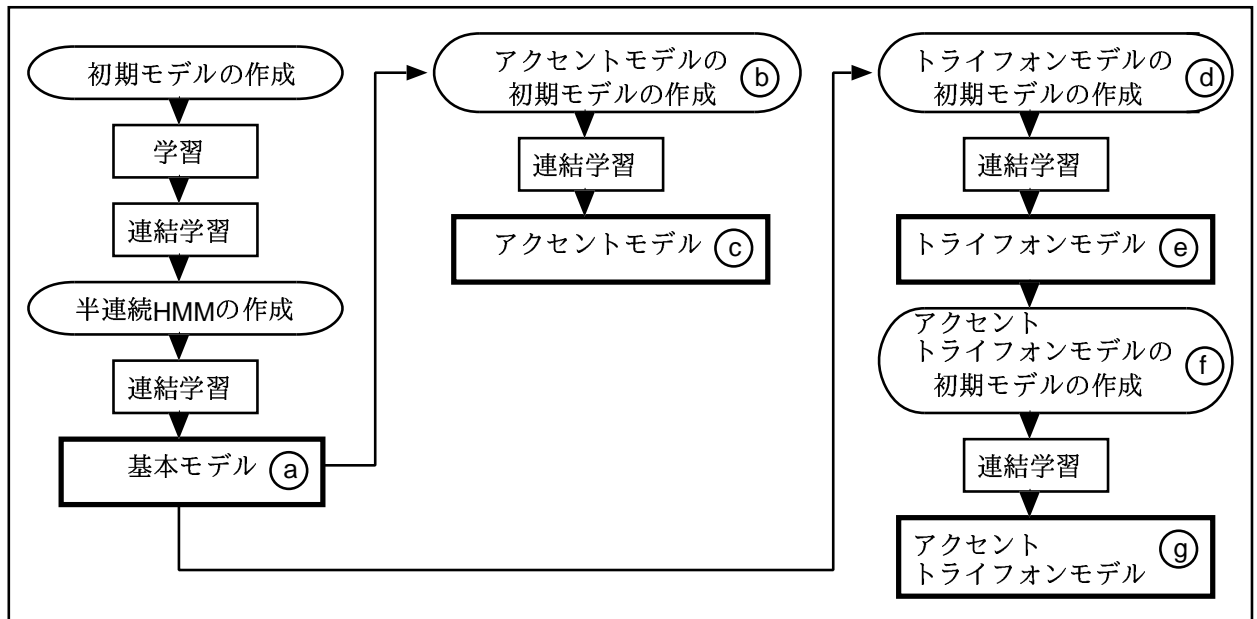 初期モデルの作成
学習
連結学習
半連続HMMの作成
連結学習
基本モデル a
アクセントモデルの
初期モデルの作成 b
連結学習
アクセントモデル c
トライフォンモデルの
初期モデルの作成 d
連結学習
トライフォンモデル e
アクセント
トライフォンモデルの
初期モデルの作成 f
連結学習
アクセント
トライフォンモデル g